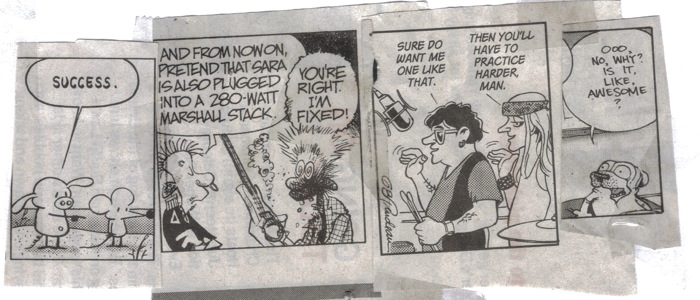 SUCCESS.
AND FROM NOW ON,
PRETEND THAT SARA
IS ALSO PLUGGED
INTO A 280-WATT
MARSHALL STACK.
YOU'RE
RIGHT.
I'M
FIXED!
SURE DO
WANT ME
ONE LIKE
THAT.
THEN YOU'LL
HAVE TO
PRACTICE
HARDER,
MAN.
OOO,
NO, WHY?
IS IT,
LIKE,
AWESOME
?